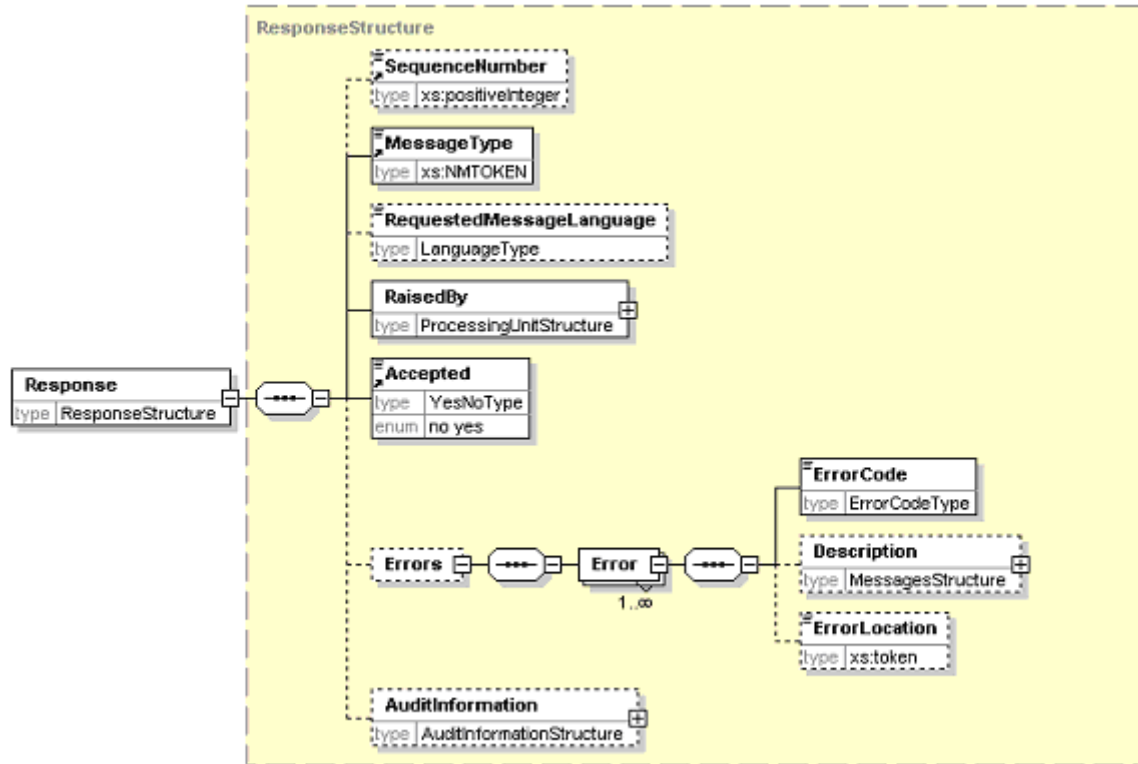 ResponseStructure
SequenceNumber
type xs:positiveInteger
MessageType
type xs:NMTOKEN
RequestedMessageLanguage
type LanguageType
RaisedBy
type ProcessingUnitStructure
Response
type ResponseStructure
Accepted
type YesNoType
enum no yes
ErrorCode
type ErrorCodeType
Errors
Error
1..∞
Description
type MessagesStructure
ErrorLocation
type xs:token
AuditInformation
type AuditInformationStructure